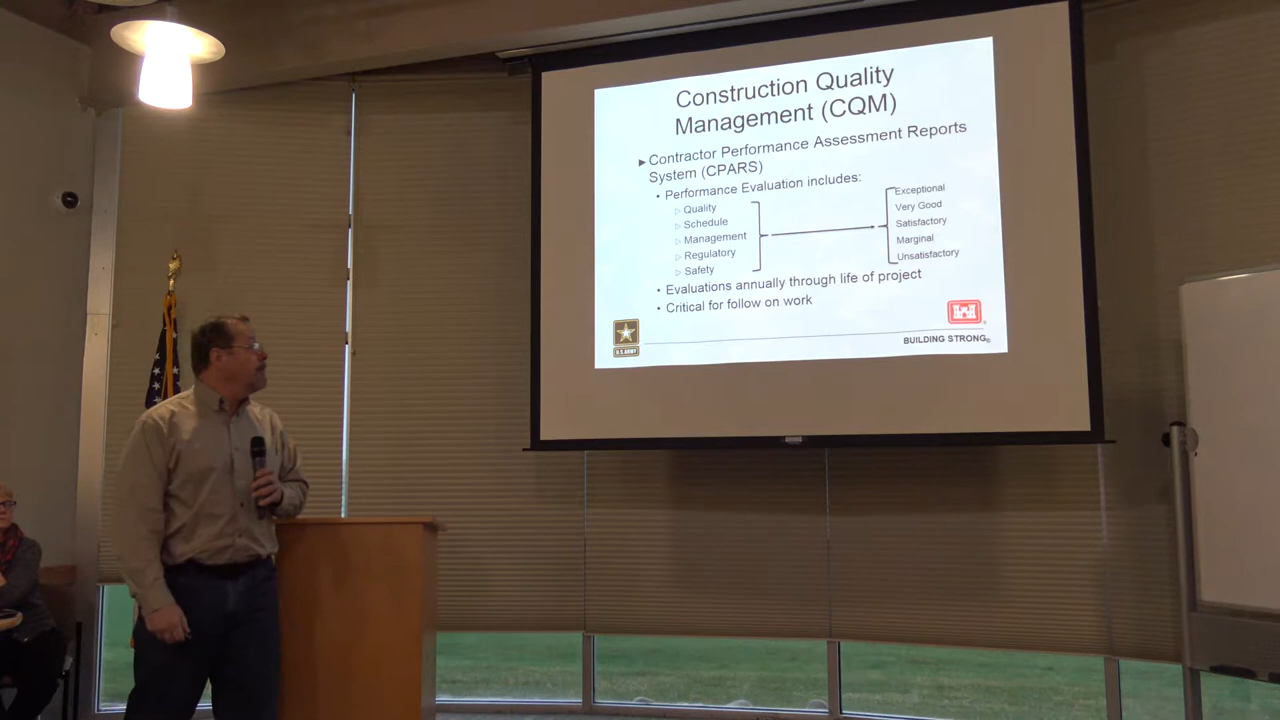 Construction Quality
Management (CQM)
►Contractor Performance Assessment Reports
System (CPARS)
• Performance Evaluation includes:
▷ Quality
▷ Schedule
▷ Management
▷ Regulatory
▷ Safety
Exceptional
Very Good
Satisfactory
Marginal
Unsatisfactory
• Evaluations annually through life of project
• Critical for follow on work
U.S. ARMY
BUILDING STRONG®